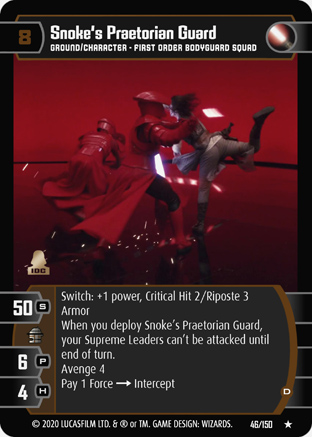 8
Snoke's Praetorian Guard
GROUND/CHARACTER - FIRST ORDER BODYGUARD SQUAD
IDC
50 S
6 P
4 H
Switch: +1 power, Critical Hit 2/Riposte 3
Armor
When you deploy Snoke's Praetorian Guard,
your Supreme Leaders can't be attacked until
end of turn.
Avenge 4
Pay 1 Force → Intercept
D
© 2020 LUCASFILM LTD. & ® or TM. GAME DESIGN: WIZARDS. 46/150 ★